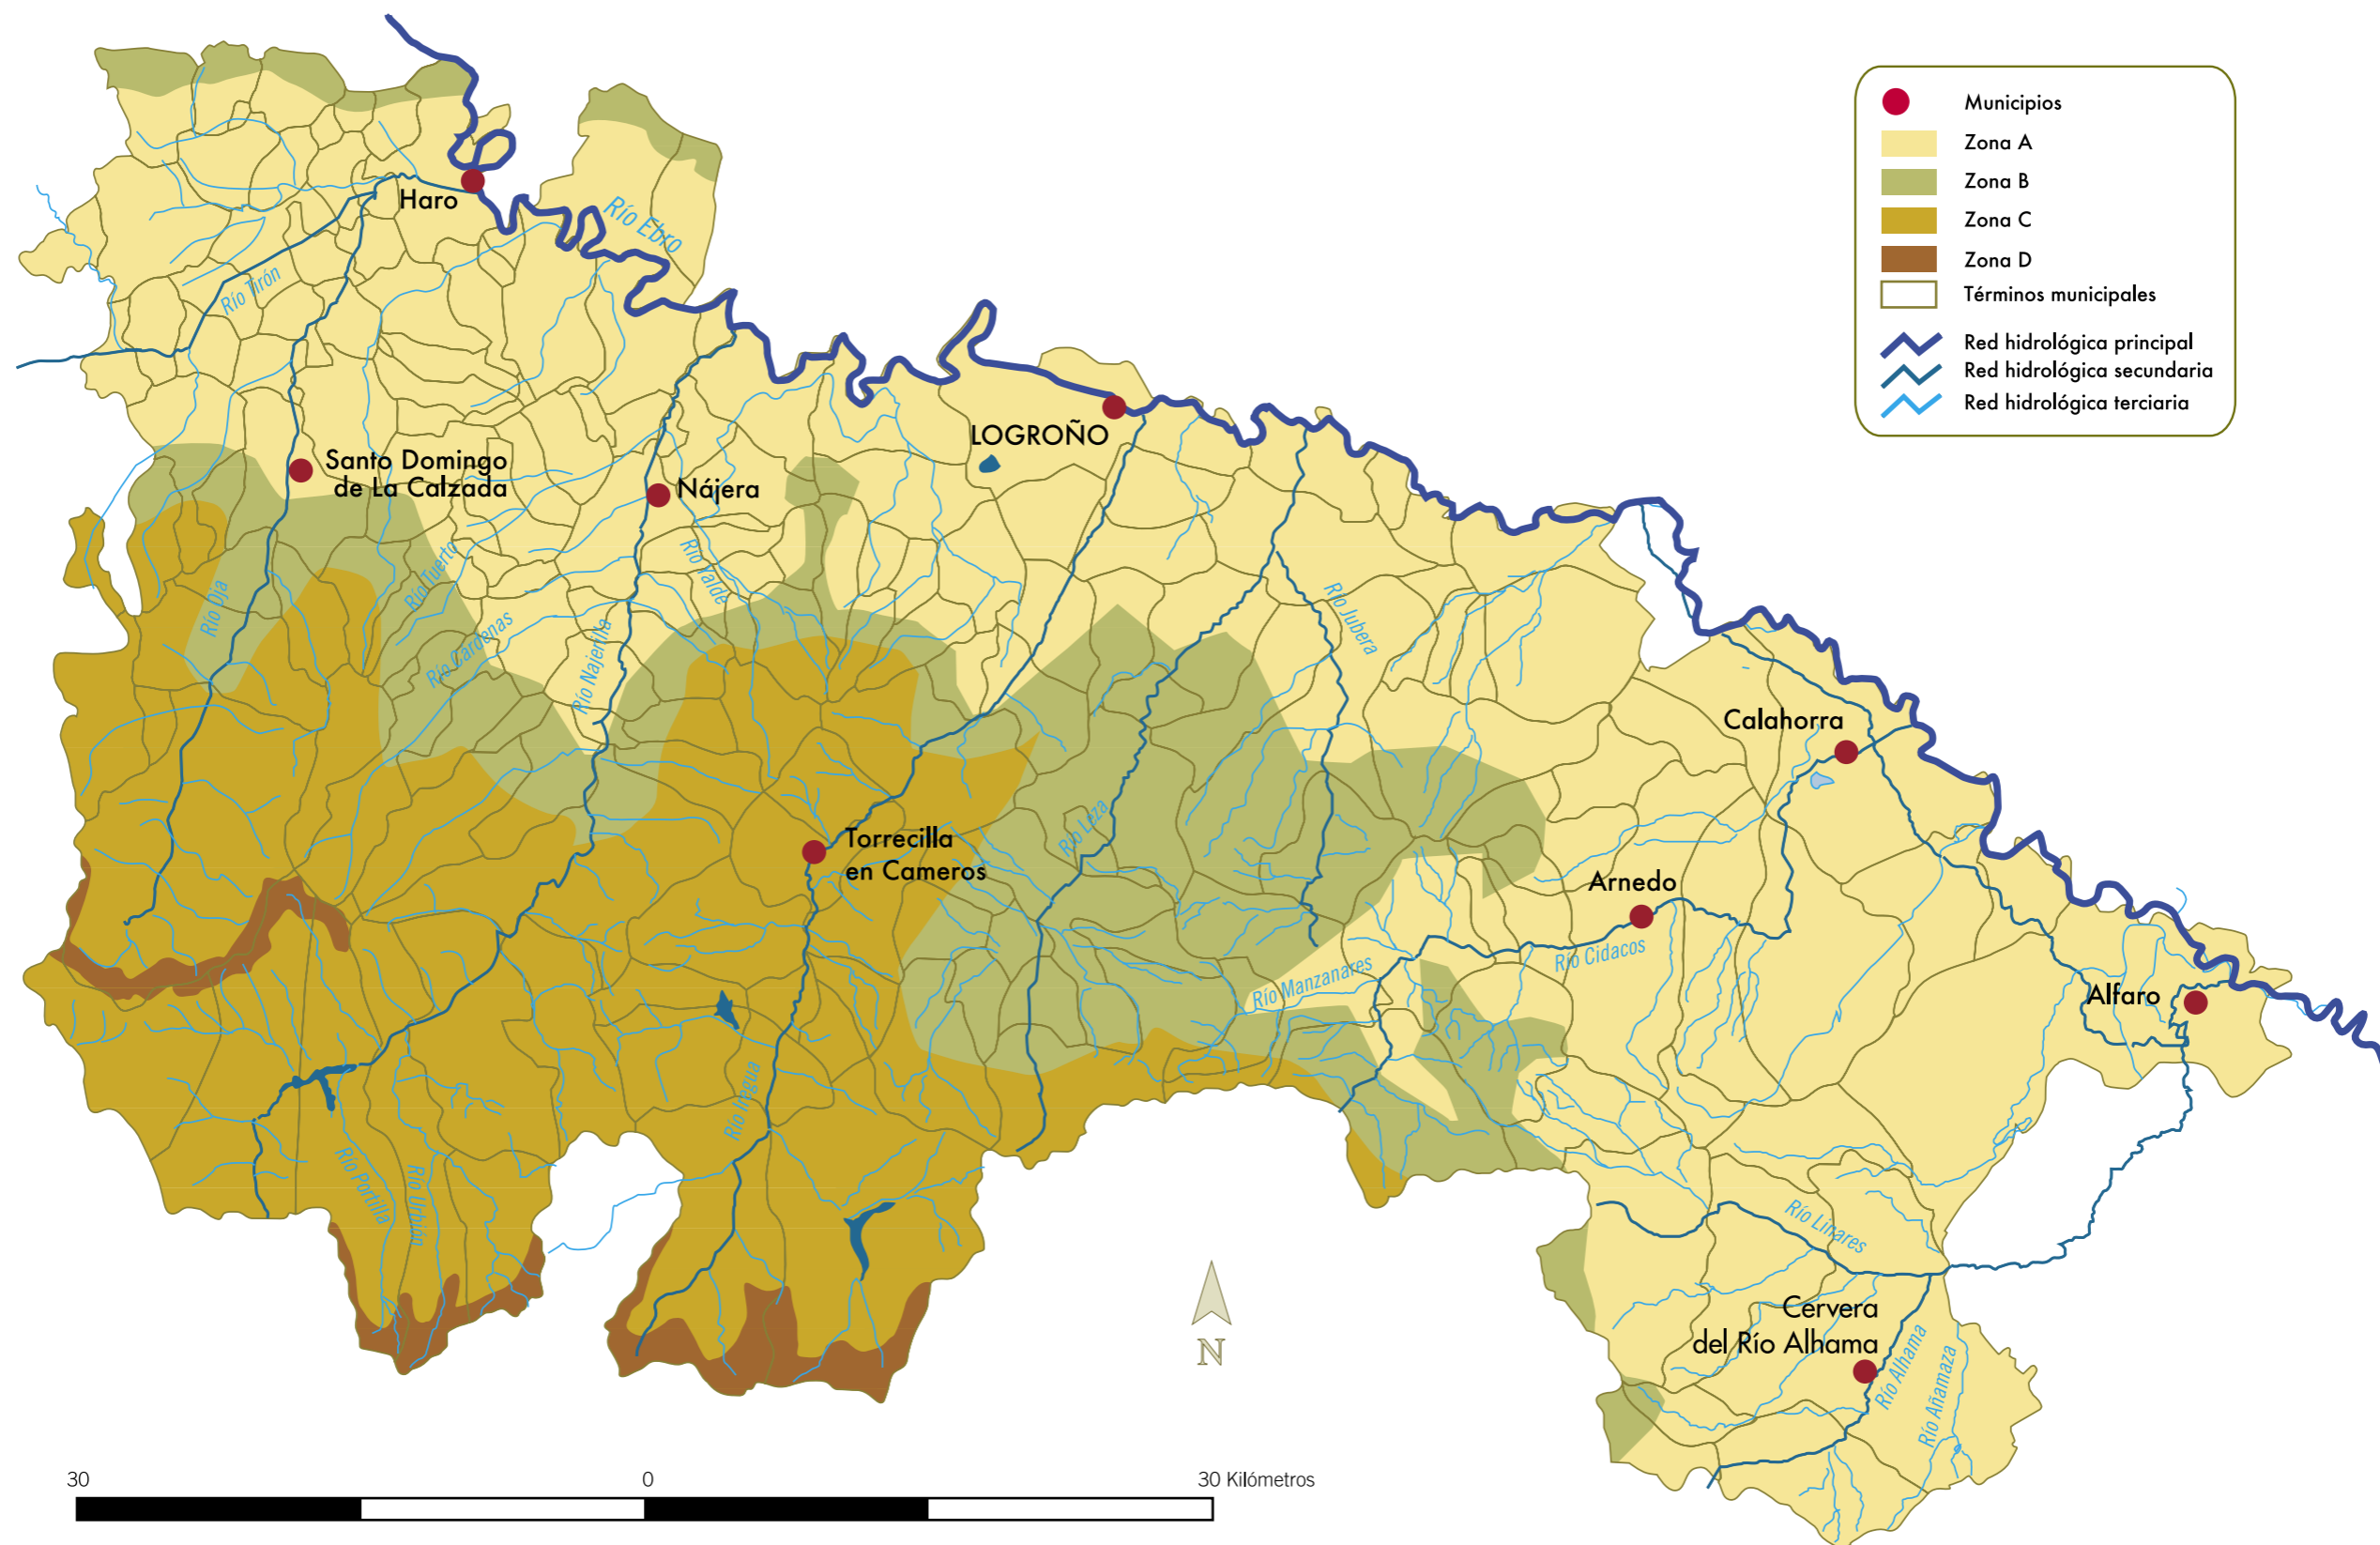 Municipios
Zona A
Zona B
Zona C
Zona D
Términos municipales
Red hidrológica principal
Red hidrológica secundaria
Red hidrológica terciaria
Haro
Río Ebro
Río Tirón
LOGROÑO
Santo Domingo
de La Calzada
Nájera
Río Oja
Río Tuerto
Río Cárdenas
Río Najerilla
Río Yalde
Río Jubera
Calahorra
Río Leza
Torrecilla
en Cameros
Arnedo
Río Cidacos
Río Manzanares
Alfaro
Río Iregua
Río Portilla
Río Urbión
Río Linares
Cervera
del Río Alhama
Río Alhama
Río Añamaza
N
30
0
30 Kilómetros